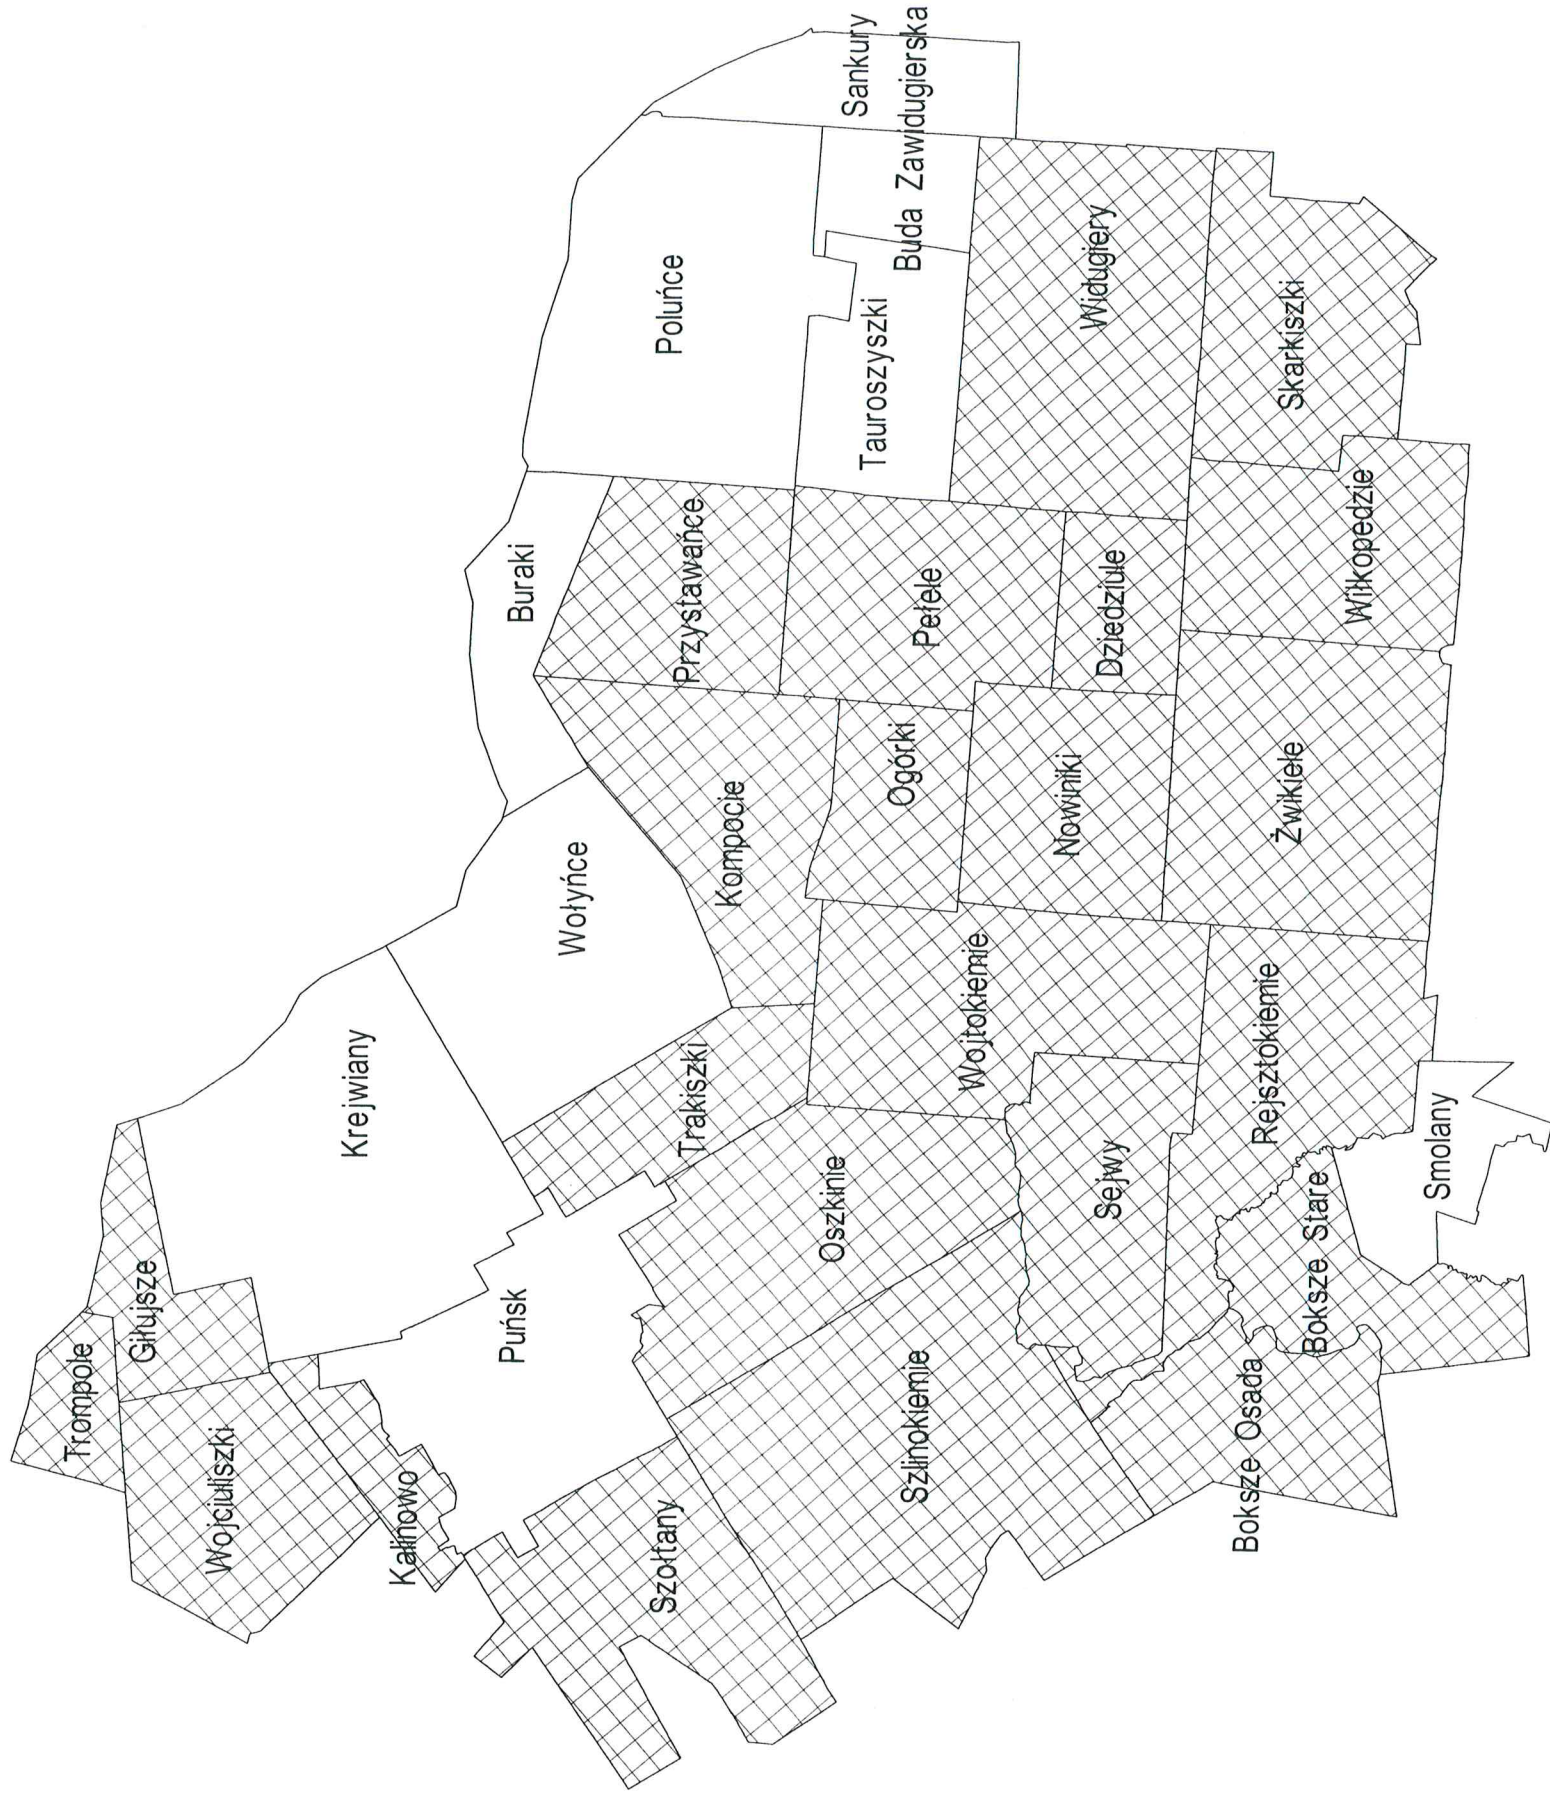 Trompole
Giłujsze
Wojciuliszki
Krejwiany
Kalinowo
Puńsk
Buraki
Wołyńce
Szołtany
Poluńce
Przystawańce
Trakiszki
Kompocie
Oszkinie
Sankury
Tauroszyszki
Ogórki
Buda Zawidugierska
Szlinokiemie
Pełele
Wojtokiemie
Nowiniki
Widugiery
Sejwy
Dziedziule
Boksze Osada
Rejsztokiemie
Żwikiele
Skarkiszki
Boksze Stare
Wiłkopedzie
Smolany